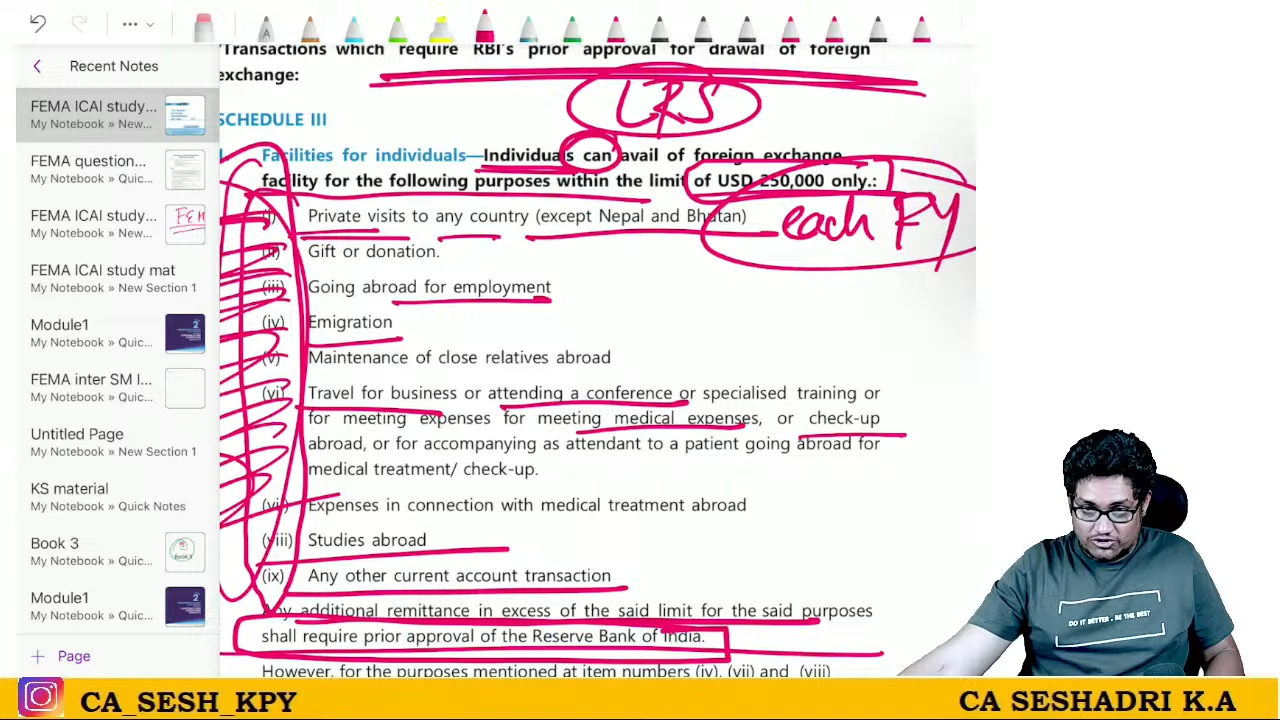 Recent Notes
FEMA ICAI study...
My Notebook » New...
FEMA question...
My Notebook » Quic...
FEMA ICAI study...
My Notebook » New...
FEMA ICAI study mat
My Notebook » New Section 1
Module1
My Notebook » Quic...
FEMA inter SM I...
My Notebook » Quic...
Untitled Page
My Notebook » New Section 1
KS material
My Notebook » Quick Notes
Book 3
My Notebook » Quic...
Module1
My Notebook » Quic...
+ Page
Transactions which require RBI's prior approval for drawal of foreign
exchange:
LRS
SCHEDULE III
Facilities for individuals—Individuals can avail of foreign exchange
facility for the following purposes within the limit of USD 250,000 only.:
each FY
(i) Private visits to any country (except Nepal and Bhutan)
(ii) Gift or donation.
(iii) Going abroad for employment
(iv) Emigration
(v) Maintenance of close relatives abroad
(vi) Travel for business or attending a conference or specialised training or
for meeting expenses for meeting medical expenses, or check-up
abroad, or for accompanying as attendant to a patient going abroad for
medical treatment/ check-up.
(vii) Expenses in connection with medical treatment abroad
(viii) Studies abroad
(ix) Any other current account transaction
Any additional remittance in excess of the said limit for the said purposes
shall require prior approval of the Reserve Bank of India.
However, for the purposes mentioned at item numbers (iv), (vii) and (viii)
DO IT BETTER . BE THE BEST
CA_SESH_KPY
CA SESHADRI K.A